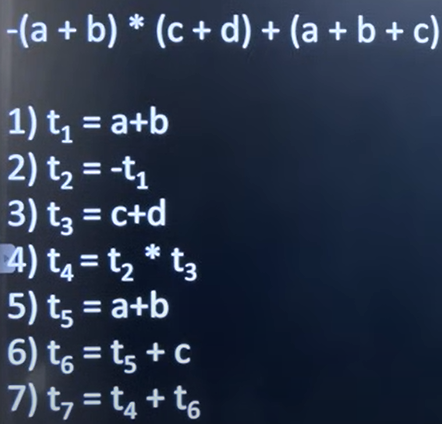 -(a + b) * (c + d) + (a + b + c)
1) t₁ = a+b
2) t₂ = -t₁
3) t₃ = c+d
4) t₄ = t₂ * t₃
5) t₅ = a+b
6) t₆ = t₅ + c
7) t₇ = t₄ + t₆